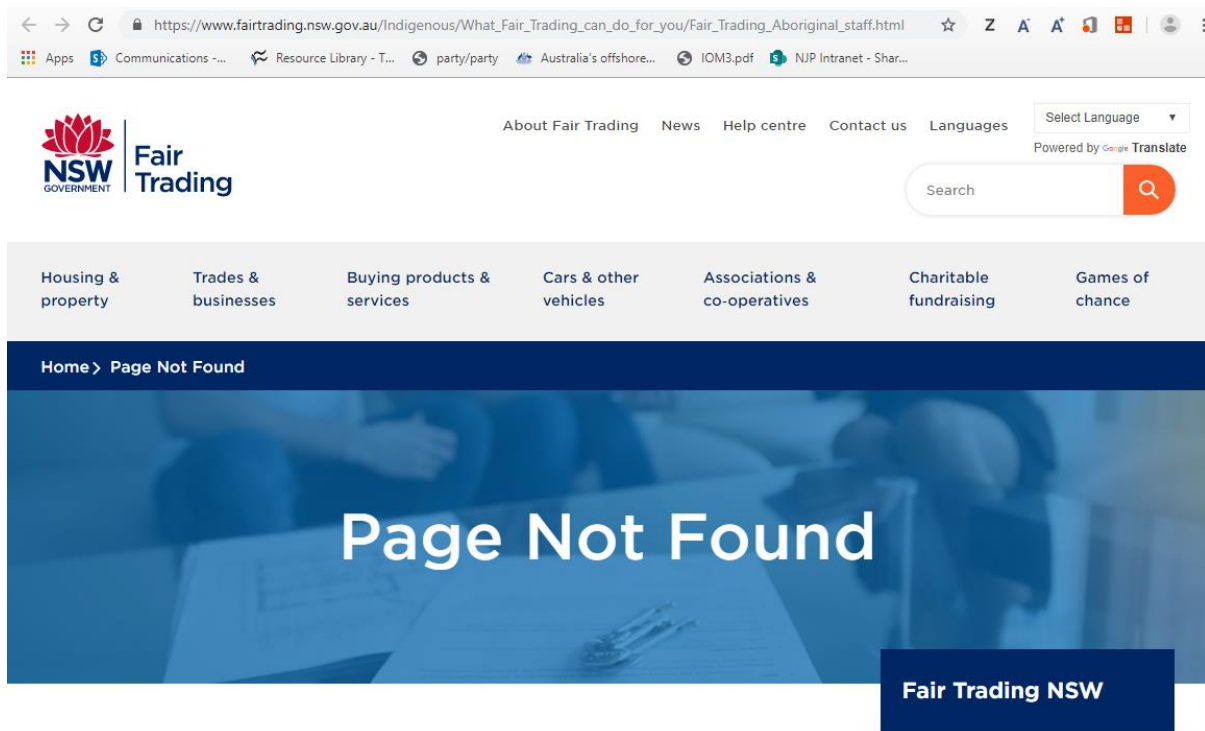 https://www.fairtrading.nsw.gov.au/Indigenous/What_Fair_Trading_can_do_for_you/Fair_Trading_Aboriginal_staff.html Z A A
Apps Communications -... Resource Library - T... party/party Australia's offshore... IOM3.pdf NJP Intranet - Shar...
About Fair Trading News Help centre Contact us Languages Select Language
Powered by Google Translate
NSW GOVERNMENT Fair Trading
Search
Housing & property
Trades & businesses
Buying products & services
Cars & other vehicles
Associations & co-operatives
Charitable fundraising
Games of chance
Home > Page Not Found
Page Not Found
Fair Trading NSW